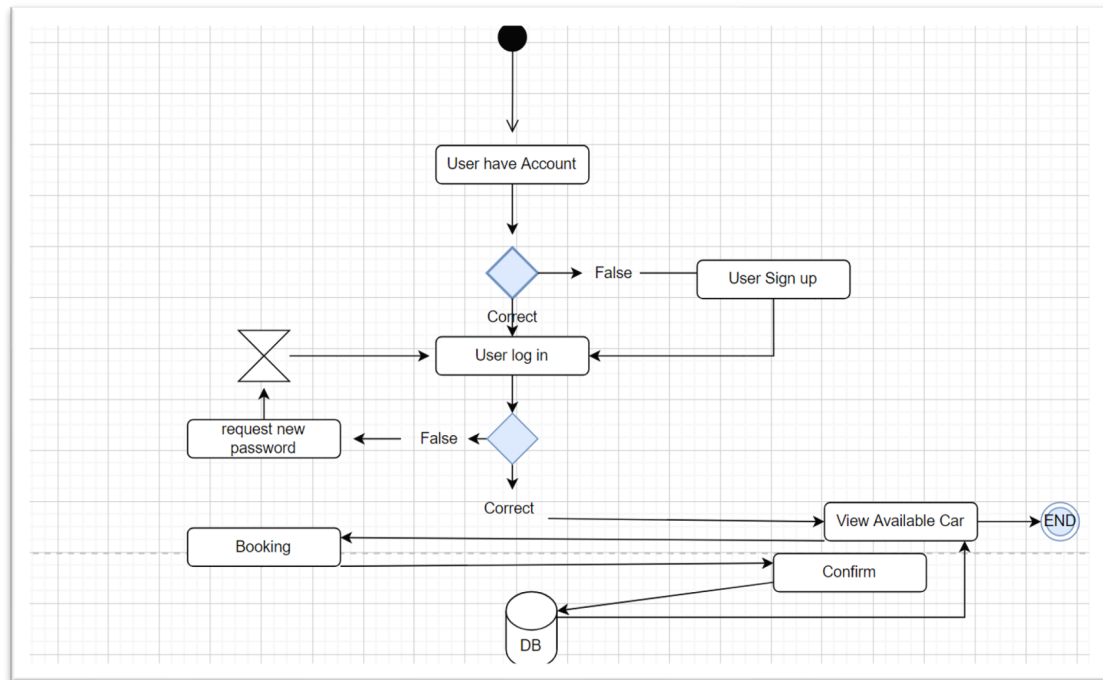 User have Account
False
User Sign up
Correct
User log in
request new
password
False
Correct
View Available Car
END
Booking
Confirm
DB